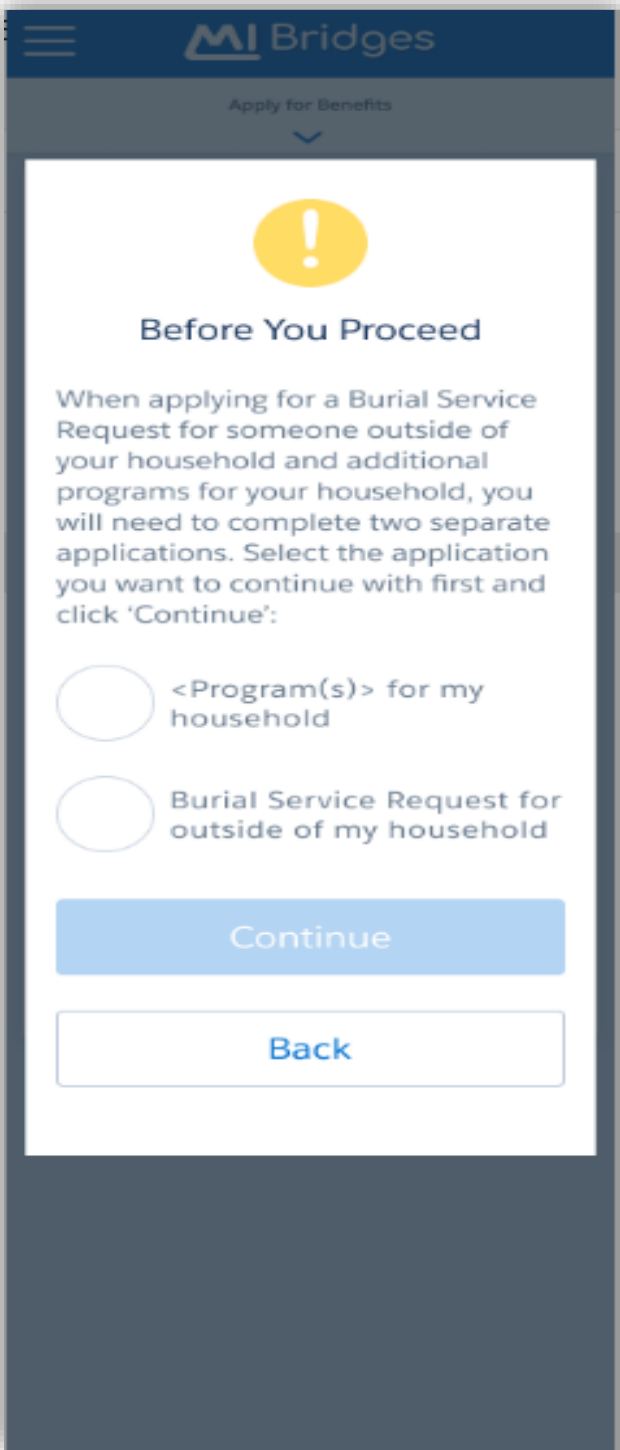 MI Bridges
Apply for Benefits
!
Before You Proceed
When applying for a Burial Service
Request for someone outside of
your household and additional
programs for your household, you
will need to complete two separate
applications. Select the application
you want to continue with first and
click ‘Continue’:
<Program(s)> for my
household
Burial Service Request for
outside of my household
Continue
Back